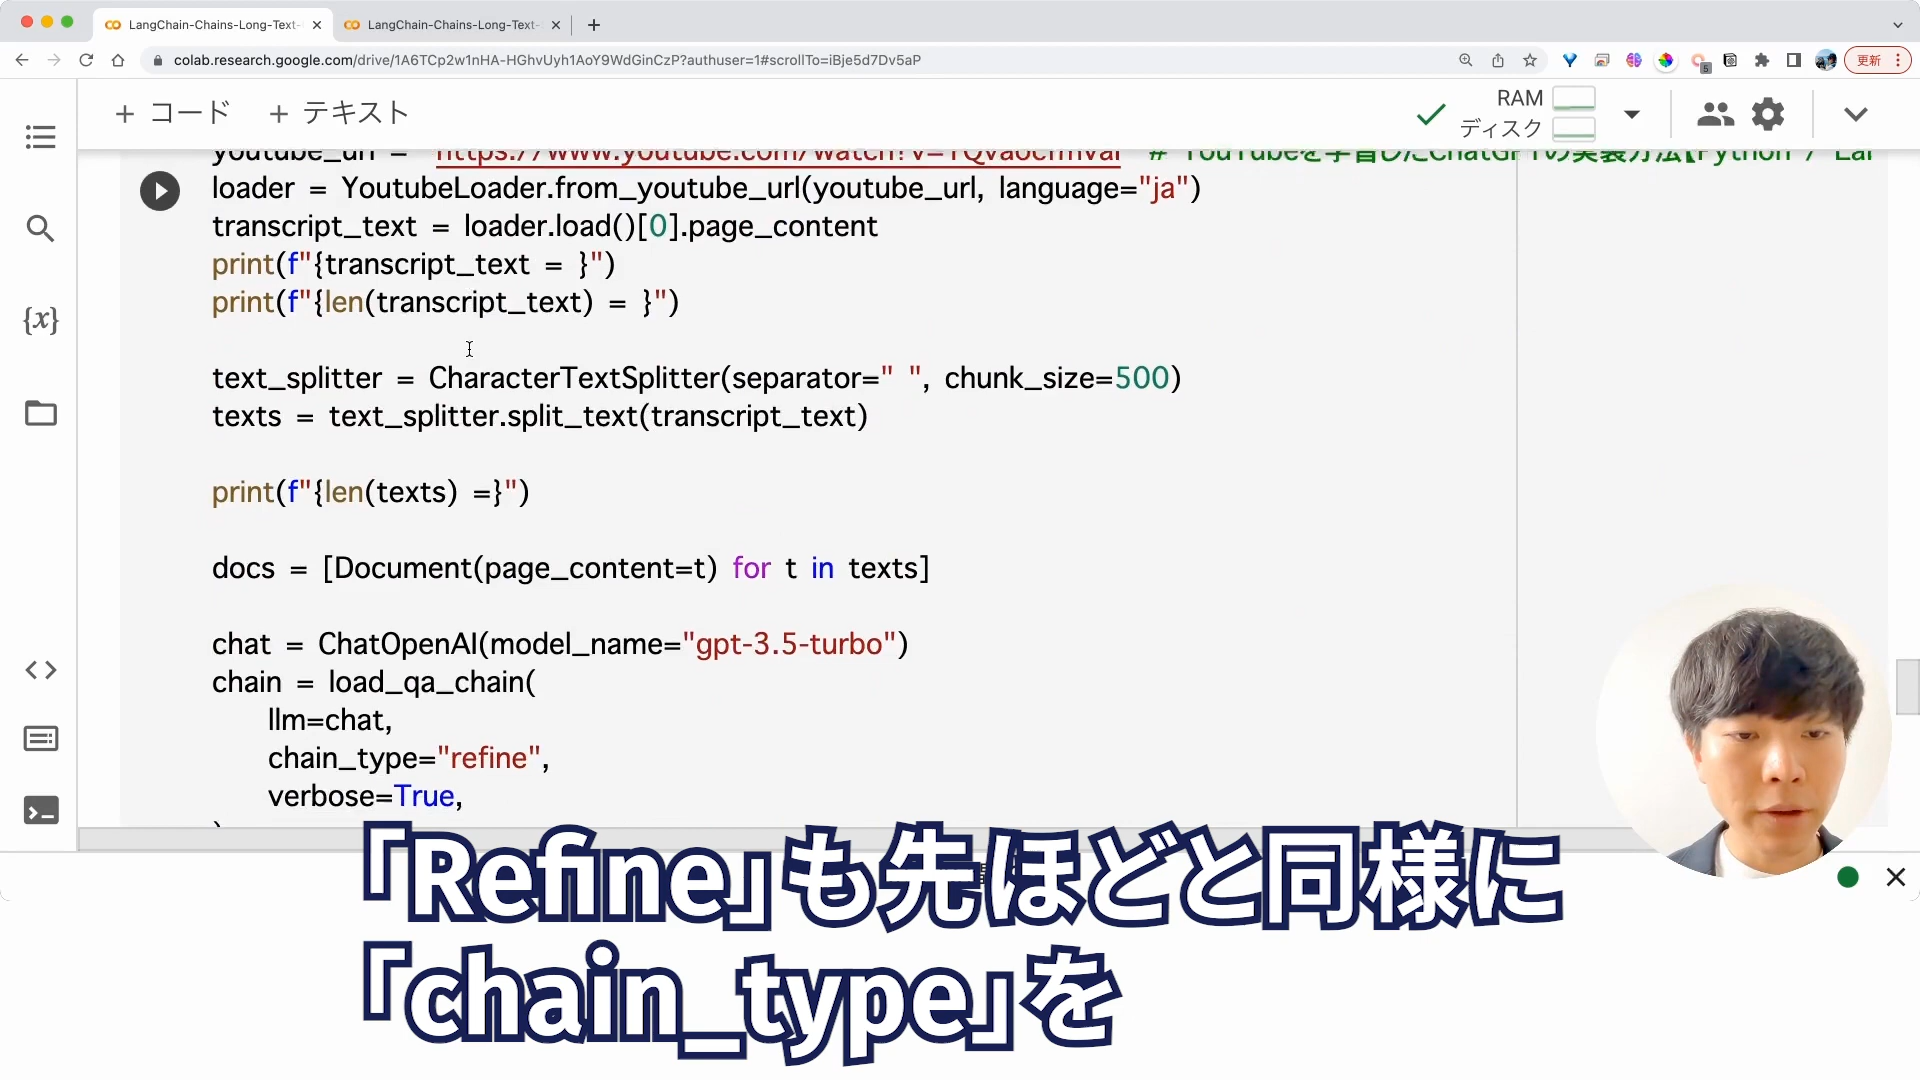 LangChain-Chains-Long-Text-
LangChain-Chains-Long-Text-
colab.research.google.com/drive/1A6TCp2w1nHA-HGhvUyh1AoY9WdGinCzP?authuser=1#scrollTo=iBje5d7Dv5aP
更新
+ コード + テキスト
RAM
ディスク
loader = YoutubeLoader.from_youtube_url(youtube_url, language="ja")
transcript_text = loader.load()[0].page_content
print(f"{transcript_text = }")
print(f"{len(transcript_text) = }")
text_splitter = CharacterTextSplitter(separator=" ", chunk_size=500)
texts = text_splitter.split_text(transcript_text)
print(f"{len(texts) =}")
docs = [Document(page_content=t) for t in texts]
chat = ChatOpenAI(model_name="gpt-3.5-turbo")
chain = load_qa_chain(
llm=chat,
chain_type="refine",
verbose=True,
「Refine」も先ほどと同様に
「chain_type」を